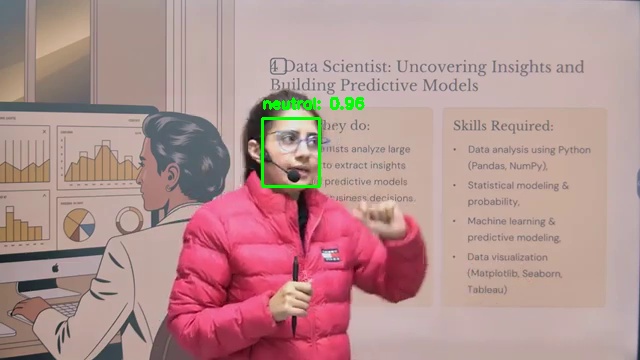 4 Data Scientist: Uncovering Insights and
Building Predictive Models
neutral: 0.96
hey do:
analyze large
to extract insights
predictive models
business decisions.
Skills Required:
• Data analysis using Python
(Pandas, NumPy),
• Statistical modeling &
probability,
• Machine learning &
predictive modeling,
• Data visualization
(Matplotlib, Seaborn,
Tableau)